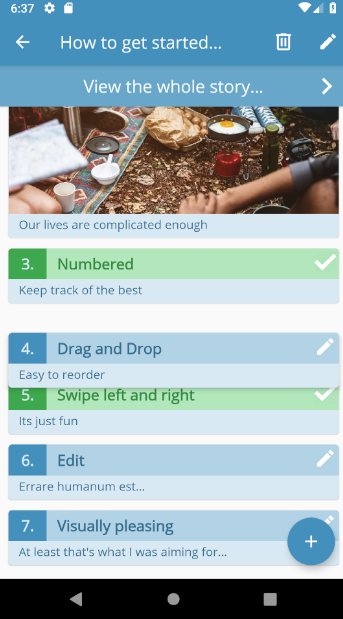 6:37
How to get started...
View the whole story...
Our lives are complicated enough
3. Numbered
Keep track of the best
4. Drag and Drop
Easy to reorder
5. Swipe left and right
Its just fun
6. Edit
Errare humanum est...
7. Visually pleasing
At least that's what I was aiming for...